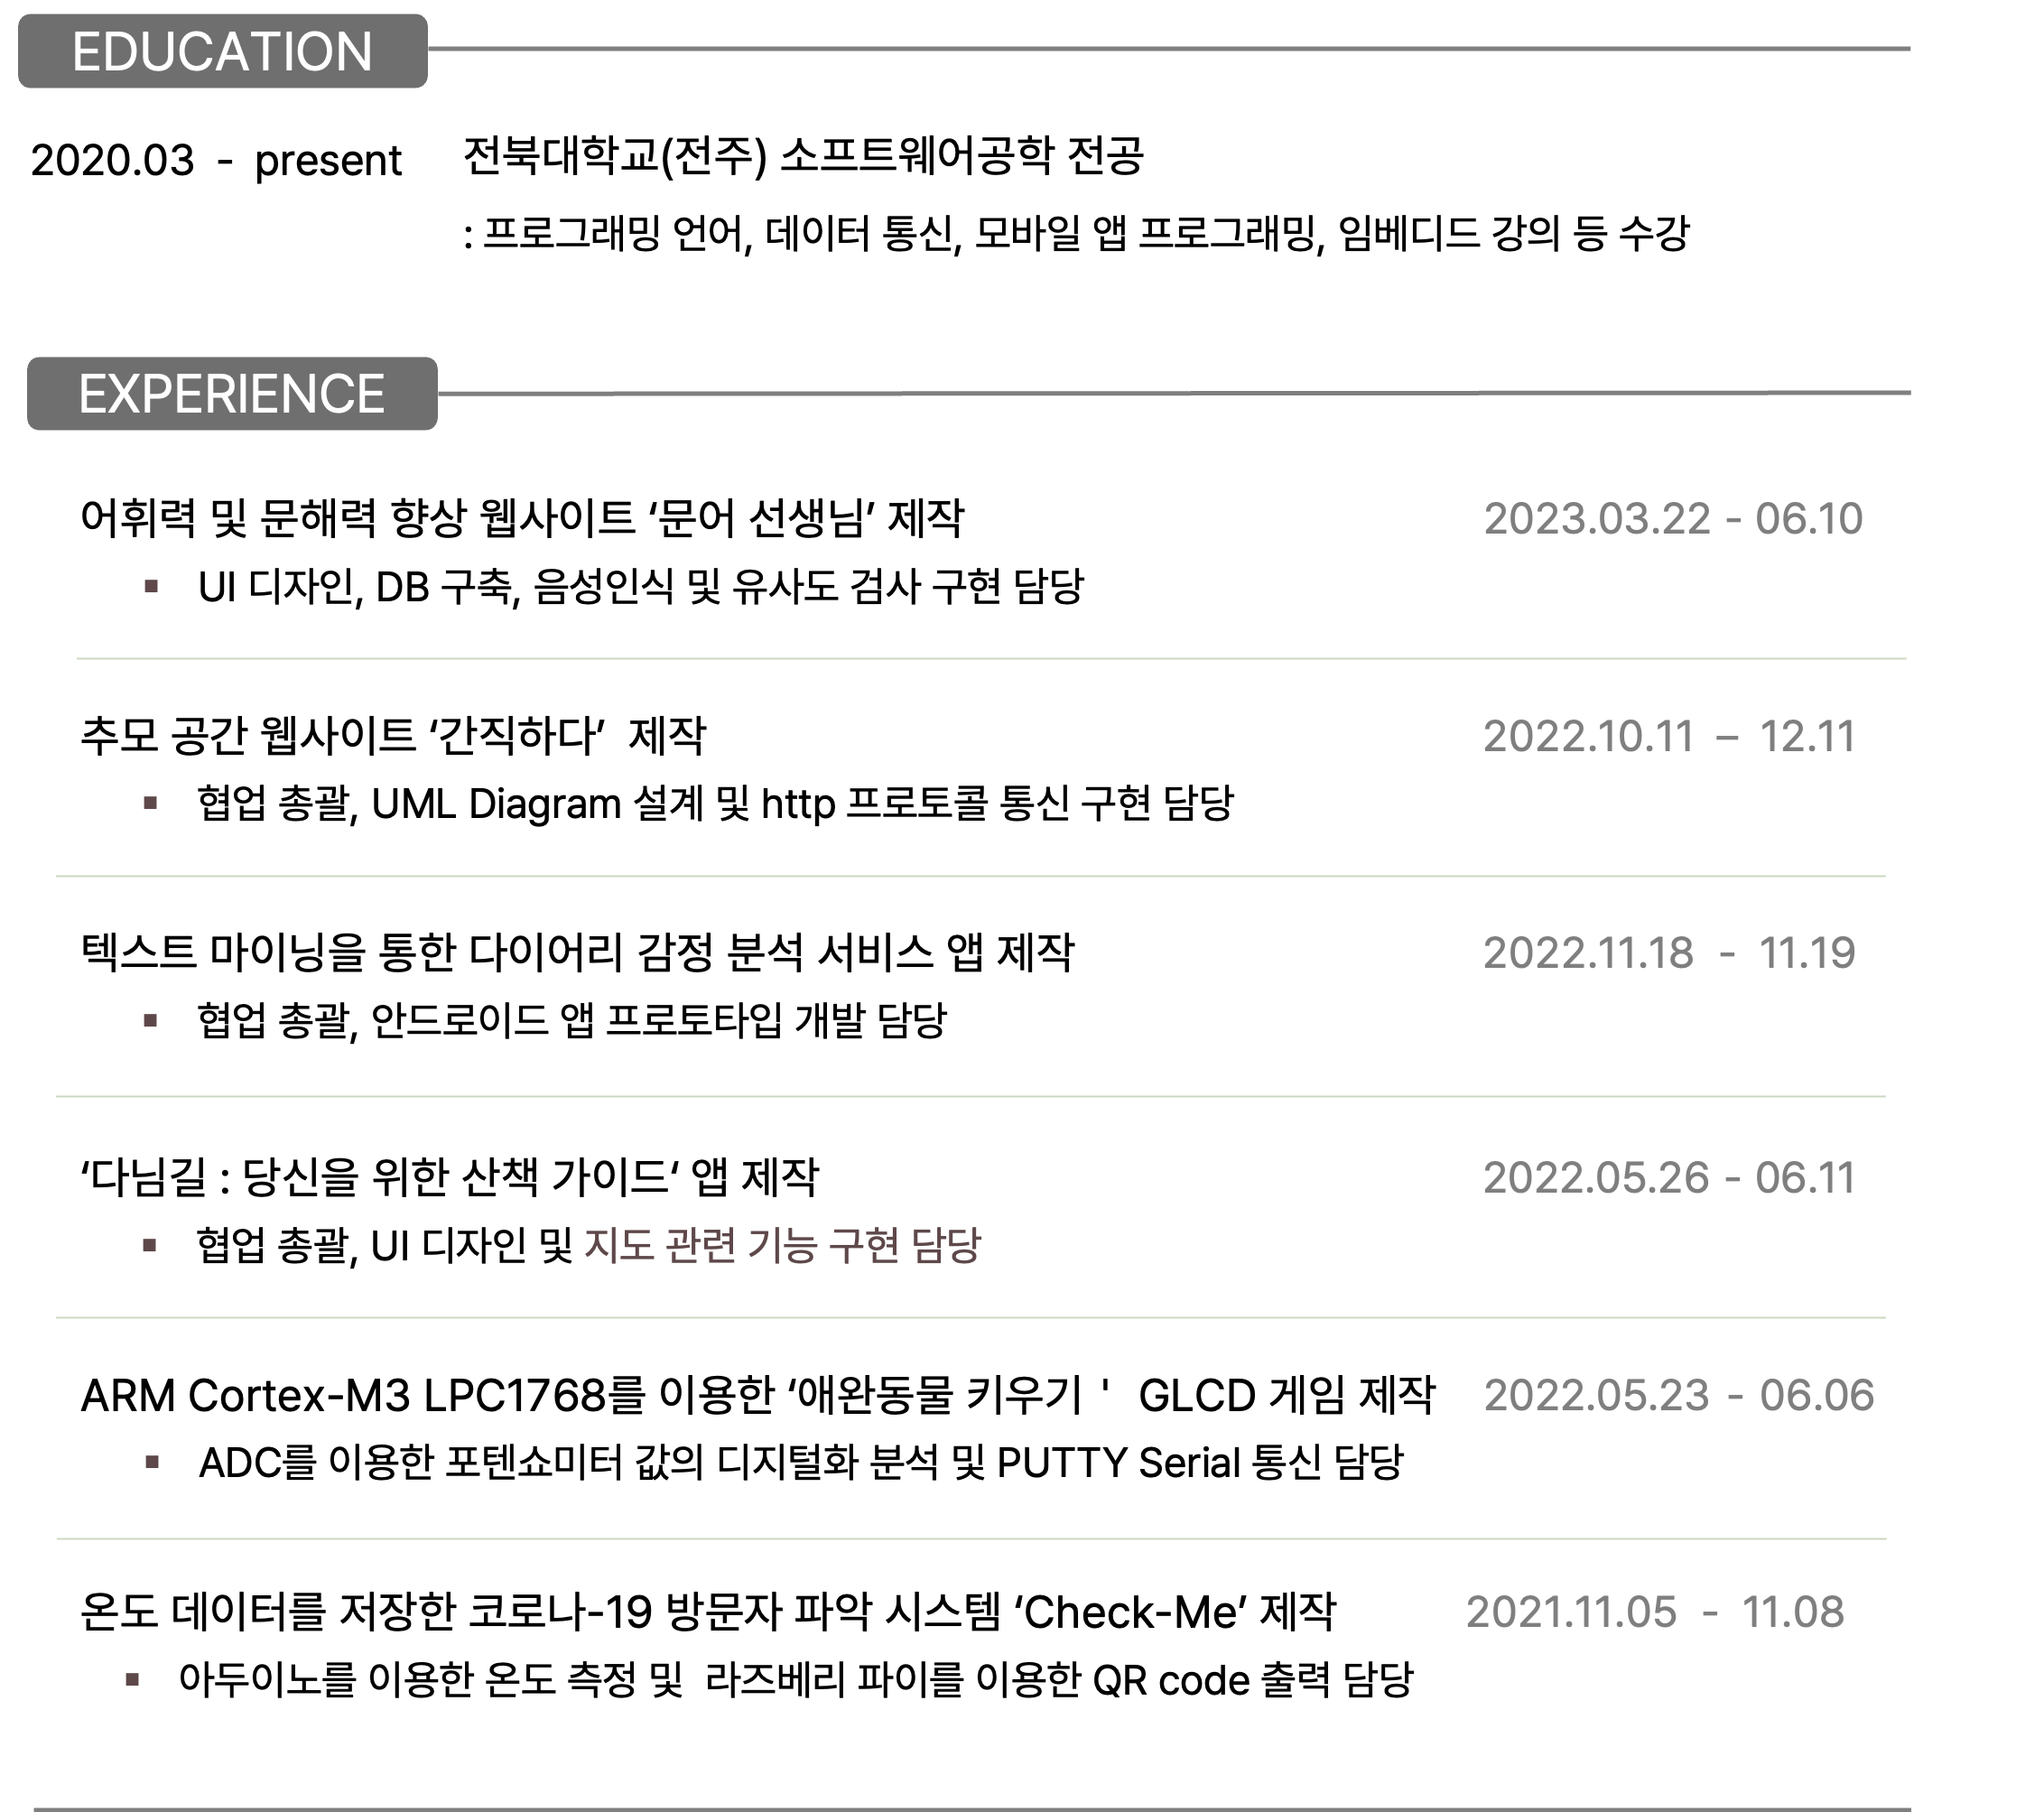 EDUCATION
2020.03 - present 전북대학교(전주) 소프트웨어공학 전공
: 프로그래밍 언어, 데이터 통신, 모바일 앱 프로그래밍, 임베디드 강의 등 수강
EXPERIENCE
어휘력 및 문해력 향상 웹사이트 ‘문어 선생님’ 제작 2023.03.22 - 06.10
▪ UI 디자인, DB 구축, 음성인식 및 유사도 검사 구현 담당
추모 공간 웹사이트 ‘간직하다’ 제작 2022.10.11 – 12.11
▪ 협업 총괄, UML Diagram 설계 및 http 프로토콜 통신 구현 담당
텍스트 마이닝을 통한 다이어리 감정 분석 서비스 앱 제작 2022.11.18 - 11.19
▪ 협업 총괄, 안드로이드 앱 프로토타입 개발 담당
‘다님길 : 당신을 위한 산책 가이드‘ 앱 제작 2022.05.26 - 06.11
▪ 협업 총괄, UI 디자인 및 지도 관련 기능 구현 담당
ARM Cortex-M3 LPC1768를 이용한 ‘애완동물 키우기 ' GLCD 게임 제작 2022.05.23 - 06.06
▪ ADC를 이용한 포텐쇼미터 값의 디지털화 분석 및 PUTTY Serial 통신 담당
온도 데이터를 저장한 코로나-19 방문자 파악 시스템 ‘Check-Me’ 제작 2021.11.05 - 11.08
▪ 아두이노를 이용한 온도 측정 및 라즈베리 파이를 이용한 QR code 출력 담당